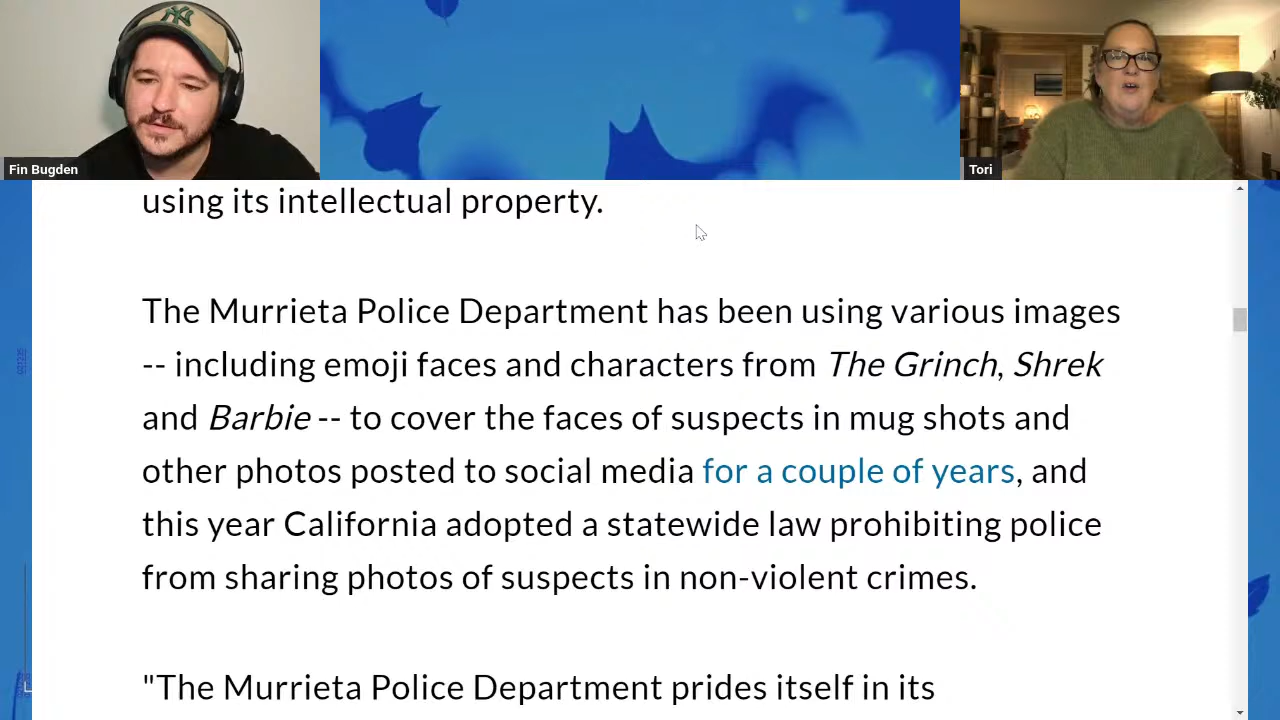 Fin Bugden
Tori
using its intellectual property.
The Murrieta Police Department has been using various images
-- including emoji faces and characters from The Grinch, Shrek
and Barbie -- to cover the faces of suspects in mug shots and
other photos posted to social media for a couple of years, and
this year California adopted a statewide law prohibiting police
from sharing photos of suspects in non-violent crimes.
"The Murrieta Police Department prides itself in its